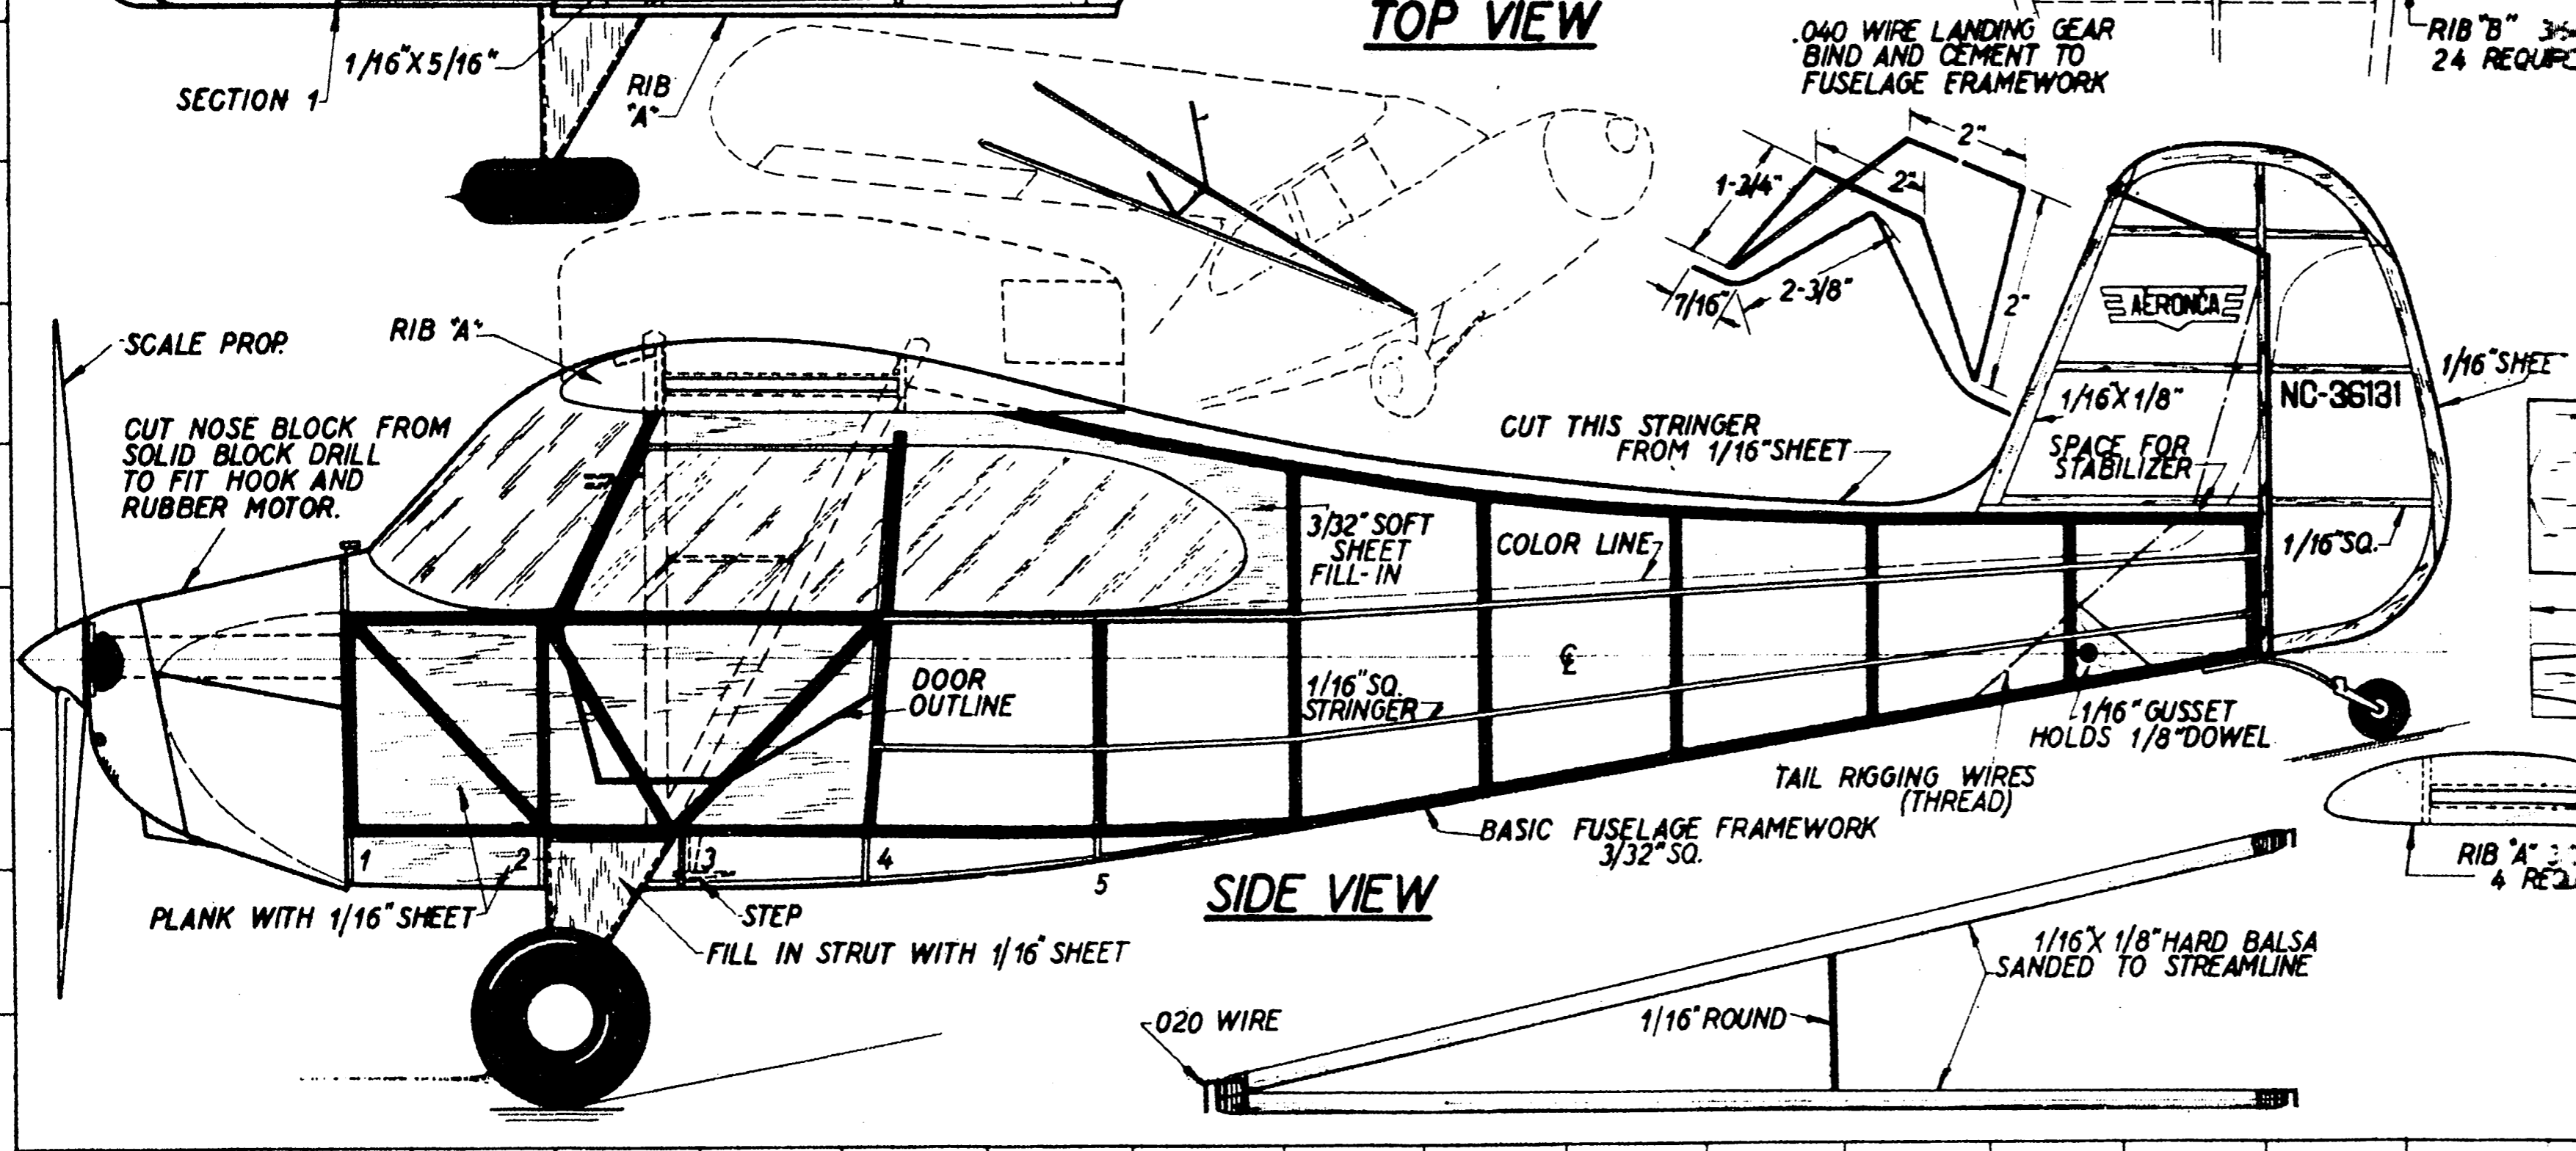 TOP VIEW
.040 WIRE LANDING GEAR
BIND AND CEMENT TO
FUSELAGE FRAMEWORK
RIB "B"
24
1/16"X5/16"
SECTION 1
RIB
"A"
2"
1-3/4"
2"
7/16"
2-3/8"
2"
AERONCA
SCALE PROP.
RIB "A"
CUT NOSE BLOCK FROM
SOLID BLOCK DRILL
TO FIT HOOK AND
RUBBER MOTOR.
CUT THIS STRINGER
FROM 1/16"SHEET
1/16"X1/8"
NC-36131
1/16"SHEE
SPACE FOR
STABILIZER
3/32"SOFT
SHEET
FILL-IN
COLOR LINE
1/16"SQ.
DOOR
OUTLINE
1/16"SQ.
STRINGER
℄
1/16"GUSSET
HOLDS 1/8"DOWEL
TAIL RIGGING WIRES
(THREAD)
BASIC FUSELAGE FRAMEWORK
3/32"SQ.
1
2
3
4
5
SIDE VIEW
RIB "A"
4
PLANK WITH 1/16"SHEET
STEP
FILL IN STRUT WITH 1/16"SHEET
1/16"X 1/8"HARD BALSA
SANDED TO STREAMLINE
.020 WIRE
1/16"ROUND